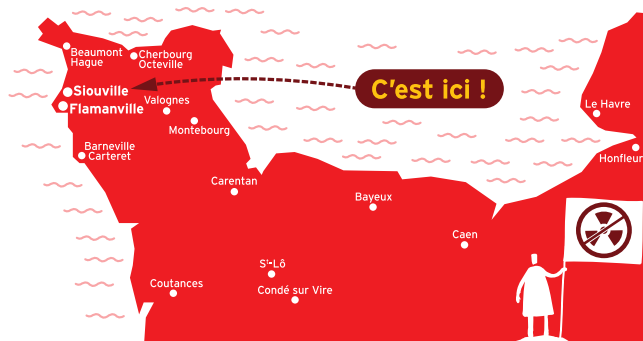 Beaumont
Hague
Cherbourg
Octeville
Siouville
Flamanville
Valognes
C'est ici !
Montebourg
Le Havre
Barneville
Carteret
Honfleur
Carentan
Bayeux
Caen
St-Lô
Coutances
Condé sur Vire